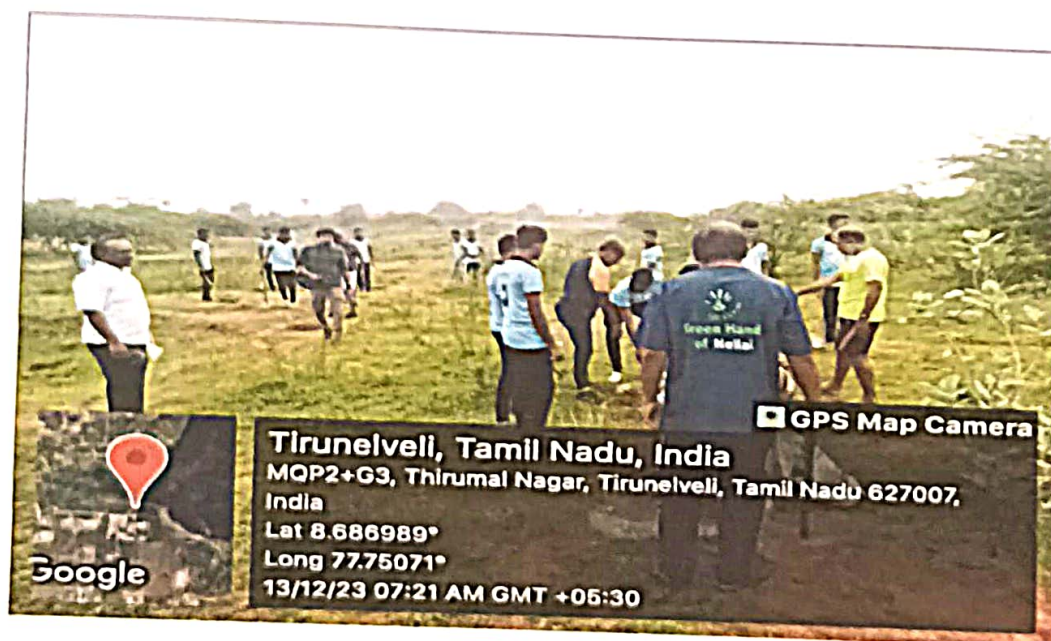 Green Hand
of Nellai
GPS Map Camera
Tirunelveli, Tamil Nadu, India
MQP2+G3, Thirumal Nagar, Tirunelveli, Tamil Nadu 627007,
India
Lat 8.686989°
Long 77.75071°
13/12/23 07:21 AM GMT +05:30
Google